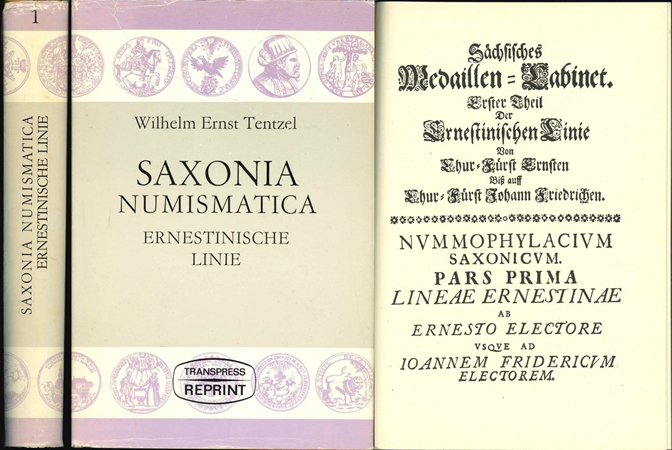 1
SAXONIA NUMISMATICA
ERNESTINISCHE LINIE
Wilhelm Ernst Tentzel
SAXONIA
NUMISMATICA
ERNESTINISCHE
LINIE
TRANSPRESS
REPRINT
Sächsisches
Medaillen-Cabinet.
Erster Theil
Der
Ernestinischen Linie
Von
Chur-Fürst Ernsten
Biß auff
Chur-Fürst Johann Friedrichen.
NVMMOPHYLACIVM
SAXONICVM.
PARS PRIMA
LINEAE ERNESTINAE
AB
ERNESTO ELECTORE
VSQVE AD
IOANNEM FRIDERICVM
ELECTOREM.